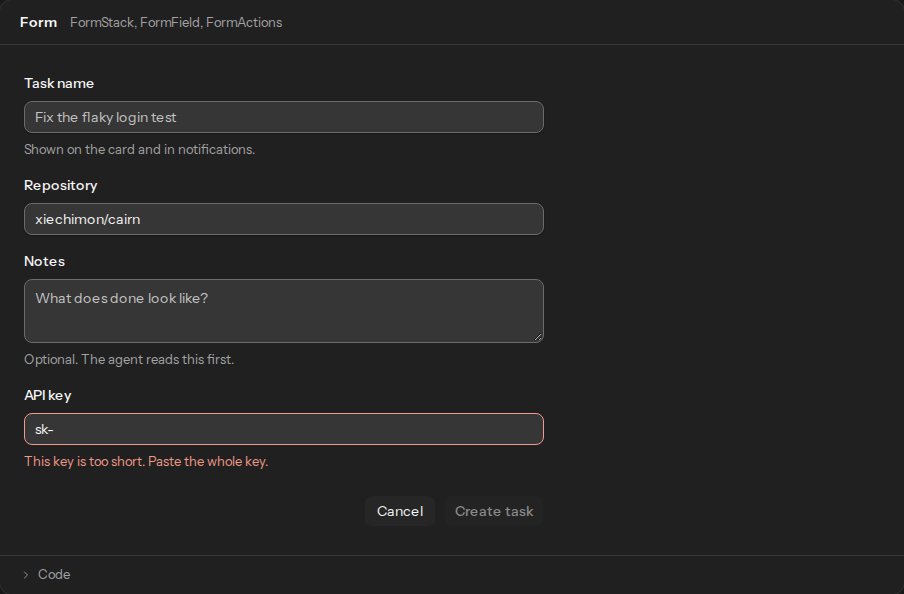 Form FormStack, FormField, FormActions
Task name
Fix the flaky login test
Shown on the card and in notifications.
Repository
xiechimon/cairn
Notes
What does done look like?
Optional. The agent reads this first.
API key
sk-
This key is too short. Paste the whole key.
Cancel Create task
Code